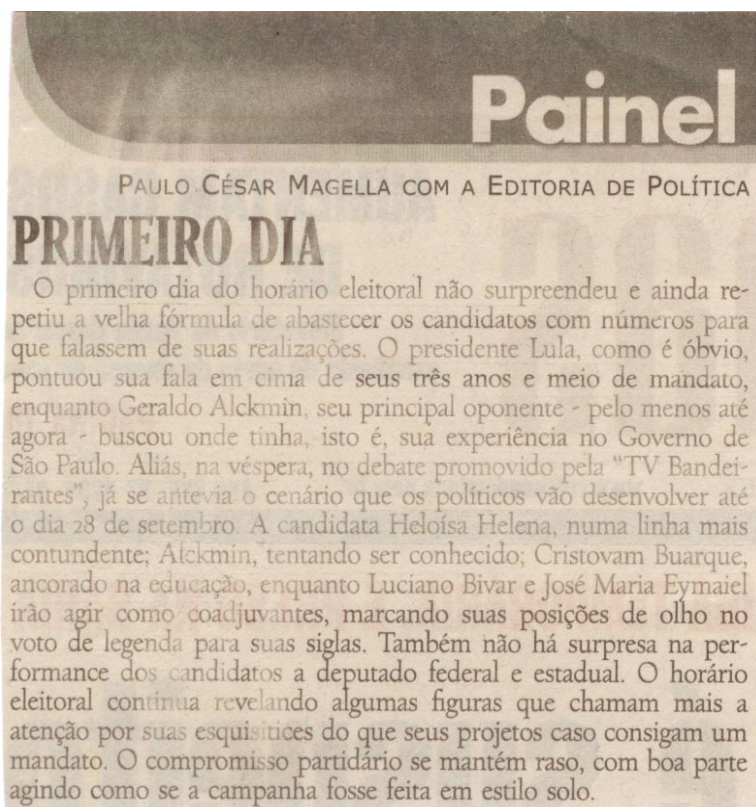 Painel
PAULO CÉSAR MAGELLA COM A EDITORIA DE POLÍTICA
PRIMEIRO DIA
O primeiro dia do horário eleitoral não surpreendeu e ainda re-
petiu a velha fórmula de abastecer os candidatos com números para
que falassem de suas realizações. O presidente Lula, como é óbvio,
pontuou sua fala em cima de seus três anos e meio de mandato,
enquanto Geraldo Alckmin, seu principal oponente - pelo menos até
agora - buscou onde tinha, isto é, sua experiência no Governo de
São Paulo. Aliás, na véspera, no debate promovido pela "TV Bandei-
rantes", já se antevia o cenário que os políticos vão desenvolver até
o dia 28 de setembro. A candidata Heloísa Helena, numa linha mais
contundente; Alckmin, tentando ser conhecido; Cristovam Buarque,
ancorado na educação, enquanto Luciano Bivar e José Maria Eymaiel
irão agir como coadjuvantes, marcando suas posições de olho no
voto de legenda para suas siglas. Também não há surpresa na per-
formance dos candidatos a deputado federal e estadual. O horário
eleitoral continua revelando algumas figuras que chamam mais a
atenção por suas esquisitices do que seus projetos caso consigam um
mandato. O compromisso partidário se mantém raso, com boa parte
agindo como se a campanha fosse feita em estilo solo.